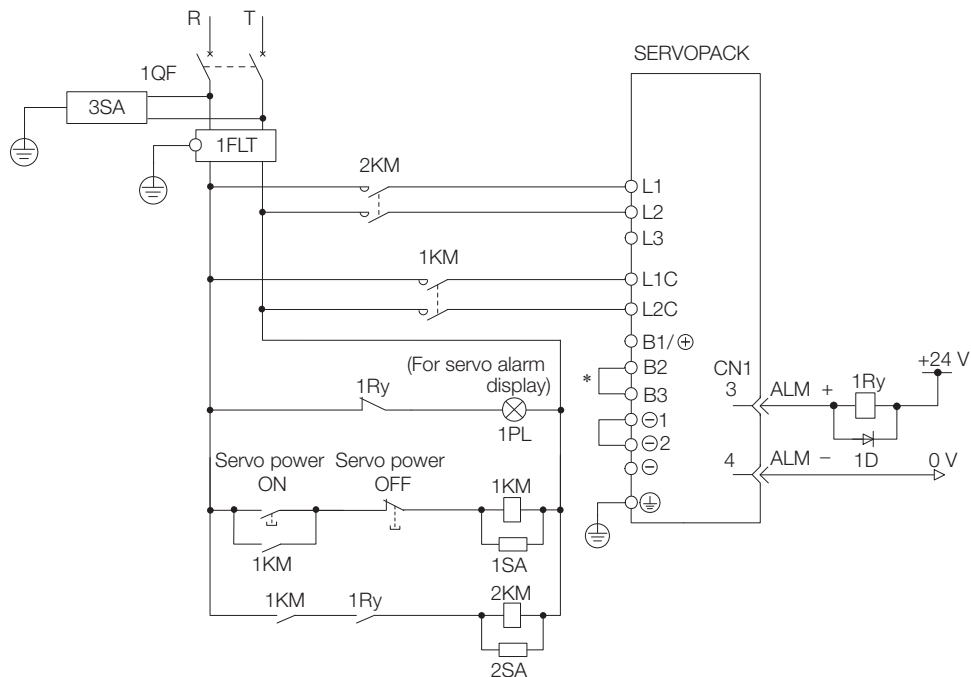 R
T
SERVOPACK
1QF
3SA
1FLT
2KM
L1
L2
L3
1KM
L1C
L2C
B1/⊕
(For servo alarm
display)
1Ry
1PL
B2
*
B3
⊖1
⊖2
⊖
CN1
3
ALM +
1Ry
+24 V
1D
4
ALM −
0 V
Servo power
ON
Servo power
OFF
1KM
1KM
1SA
1KM
1Ry
2KM
2SA